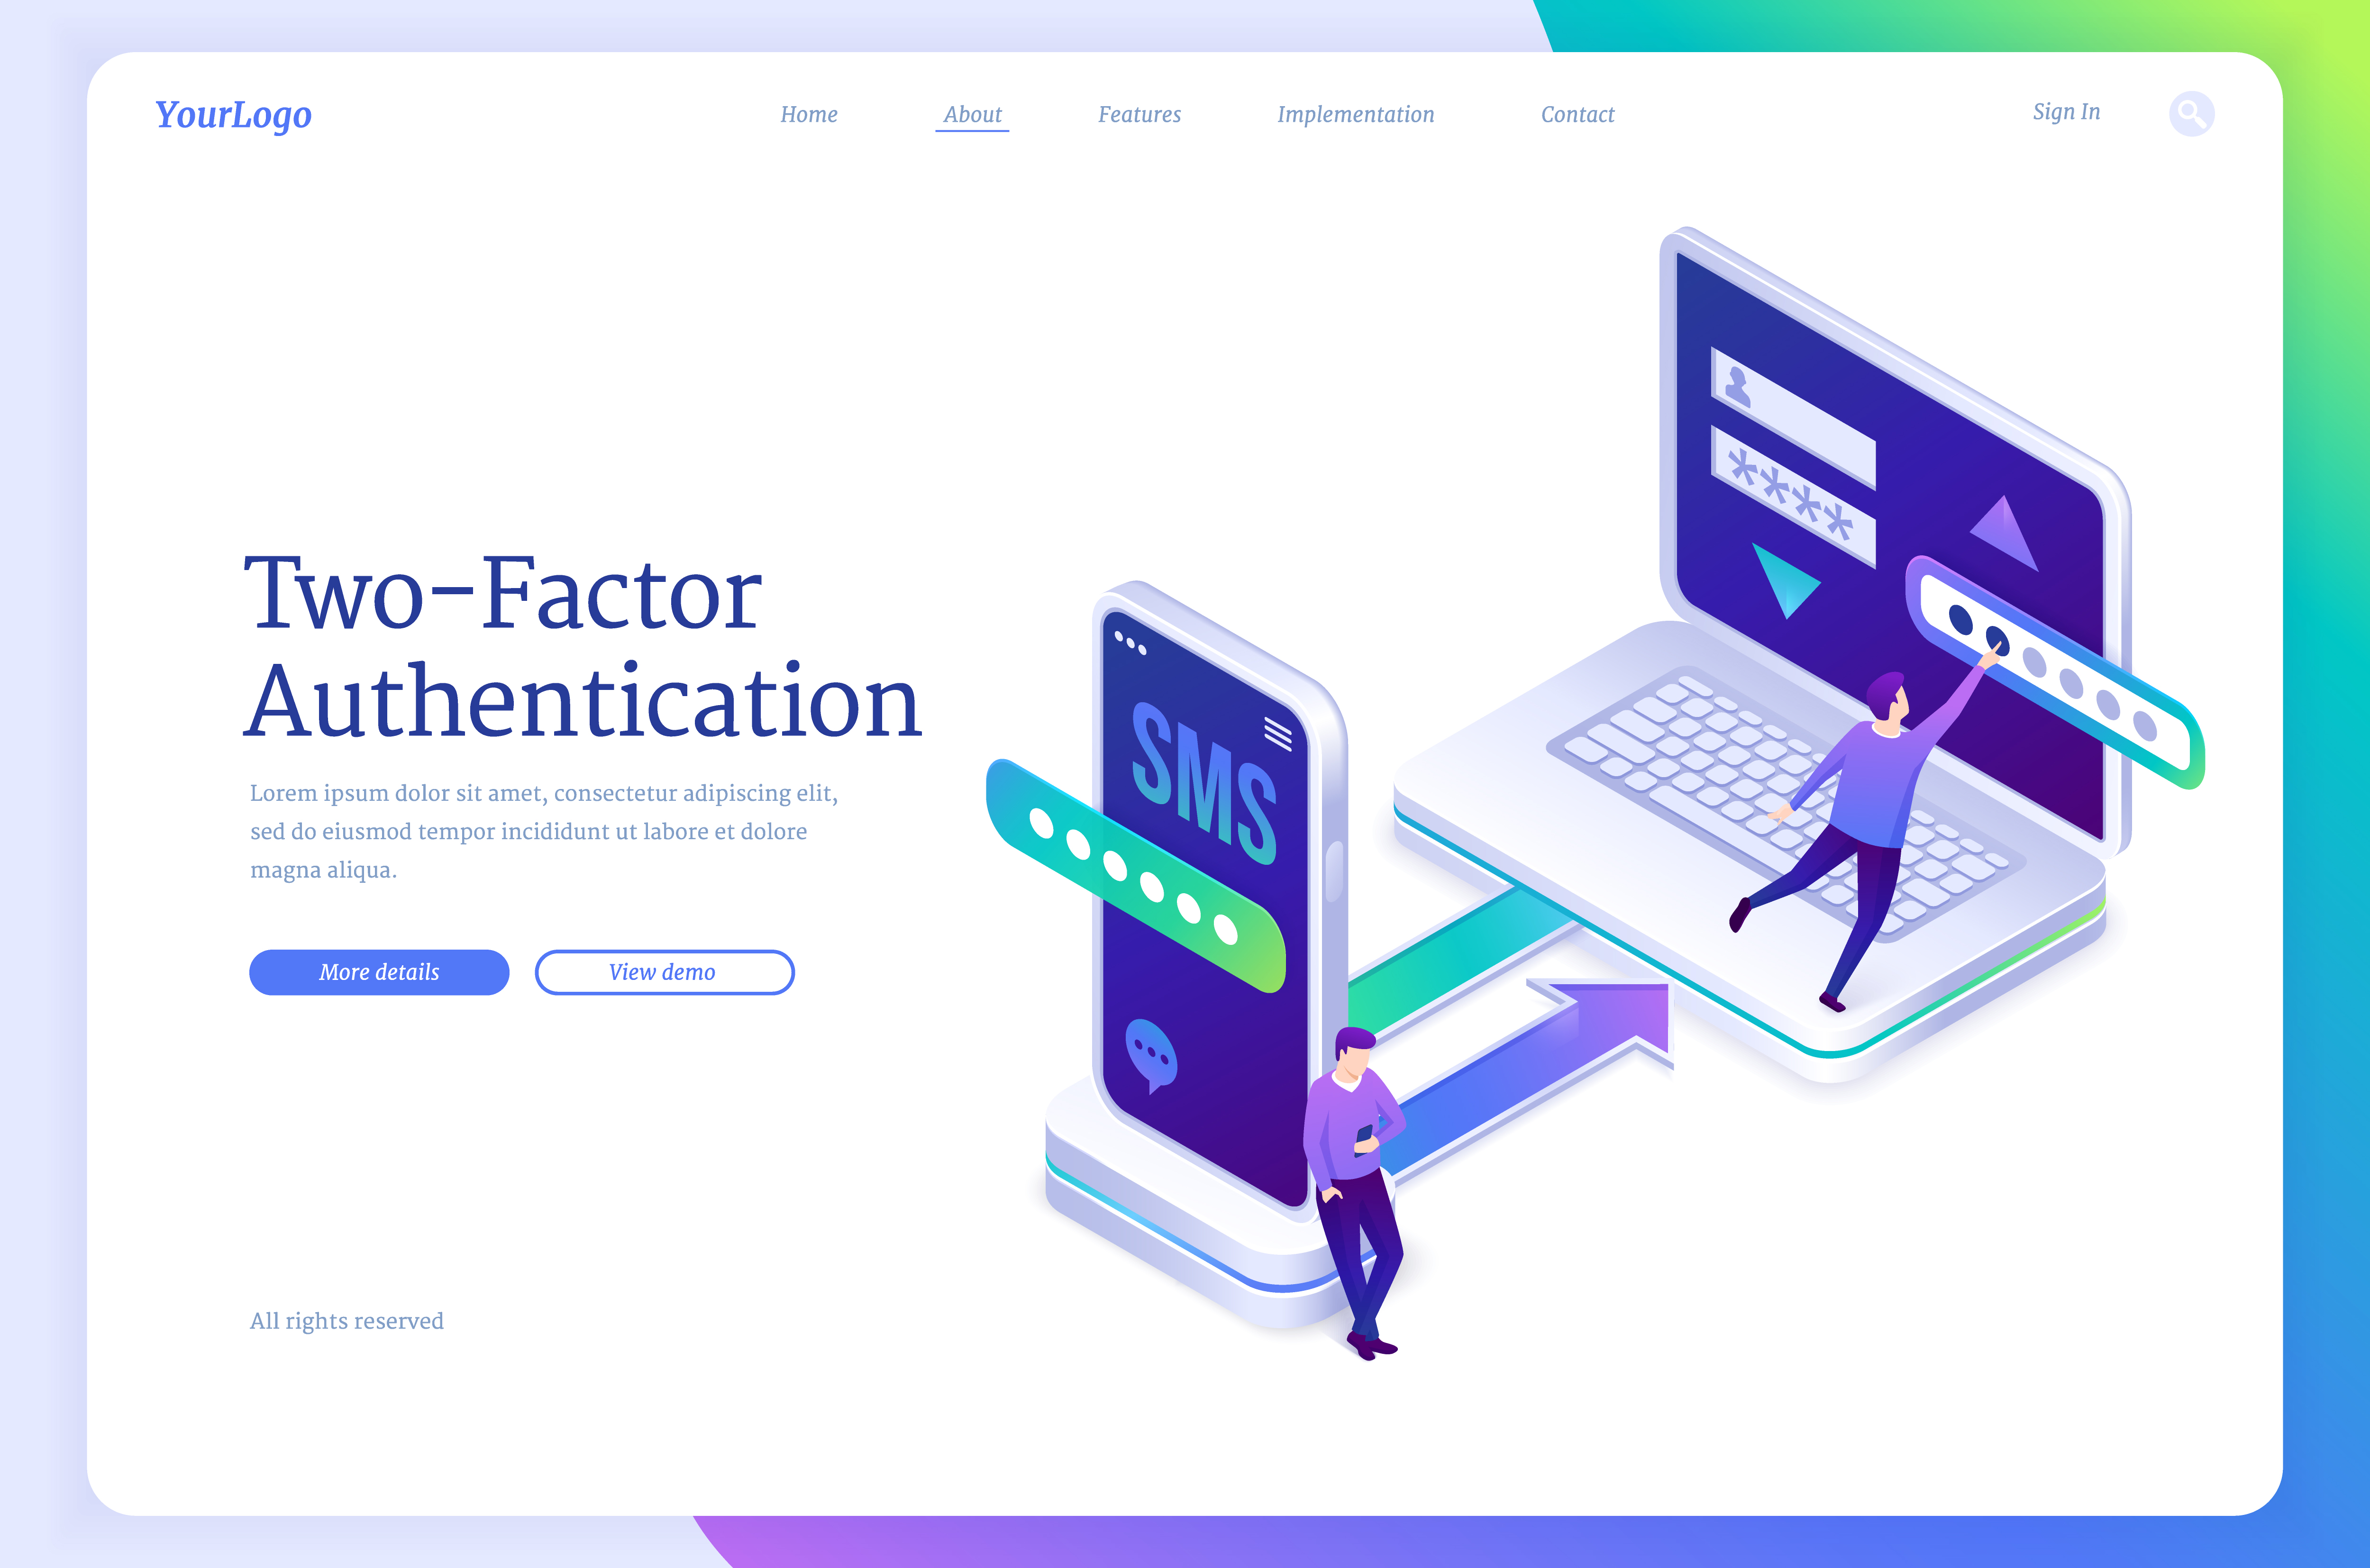 YourLogo
Home About Features Implementation Contact Sign In
Two-Factor
Authentication
Lorem ipsum dolor sit amet, consectetur adipiscing elit,
sed do eiusmod tempor incididunt ut labore et dolore
magna aliqua.
More details View demo
All rights reserved
SMS
****